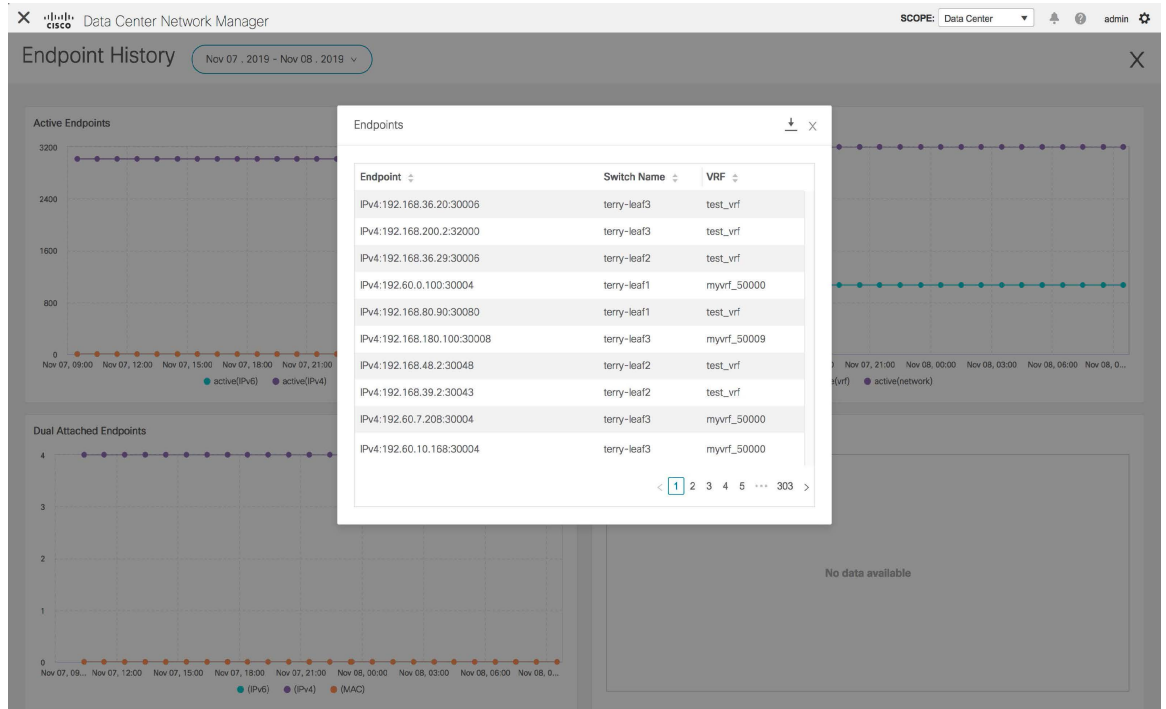 X cisco Data Center Network Manager SCOPE: Data Center admin
Endpoint History Nov 07 . 2019 - Nov 08 . 2019 X
Active Endpoints
3200
2400
1600
800
0
Nov 07, 09:00 Nov 07, 12:00 Nov 07, 15:00 Nov 07, 18:00 Nov 07, 21:00
active(IPv6) active(IPv4)
Endpoints X
Endpoint Switch Name VRF
IPv4:192.168.36.20:30006 terry-leaf3 test_vrf
IPv4:192.168.200.2:32000 terry-leaf3 test_vrf
IPv4:192.168.36.29:30006 terry-leaf2 test_vrf
IPv4:192.60.0.100:30004 terry-leaf1 myvrf_50000
IPv4:192.168.80.90:30080 terry-leaf1 test_vrf
IPv4:192.168.180.100:30008 terry-leaf3 myvrf_50009
IPv4:192.168.48.2:30048 terry-leaf2 test_vrf
IPv4:192.168.39.2:30043 terry-leaf2 test_vrf
IPv4:192.60.7.208:30004 terry-leaf3 myvrf_50000
IPv4:192.60.10.168:30004 terry-leaf3 myvrf_50000
< 1 2 3 4 5 ••• 303 >
Nov 07, 21:00 Nov 08, 00:00 Nov 08, 03:00 Nov 08, 06:00 Nov 08, 0...
(vrf) active(network)
Dual Attached Endpoints
4
3
2
1
0
Nov 07, 09... Nov 07, 12:00 Nov 07, 15:00 Nov 07, 18:00 Nov 07, 21:00 Nov 08, 00:00 Nov 08, 03:00 Nov 08, 06:00 Nov 08, 0...
(IPv6) (IPv4) (MAC)
No data available